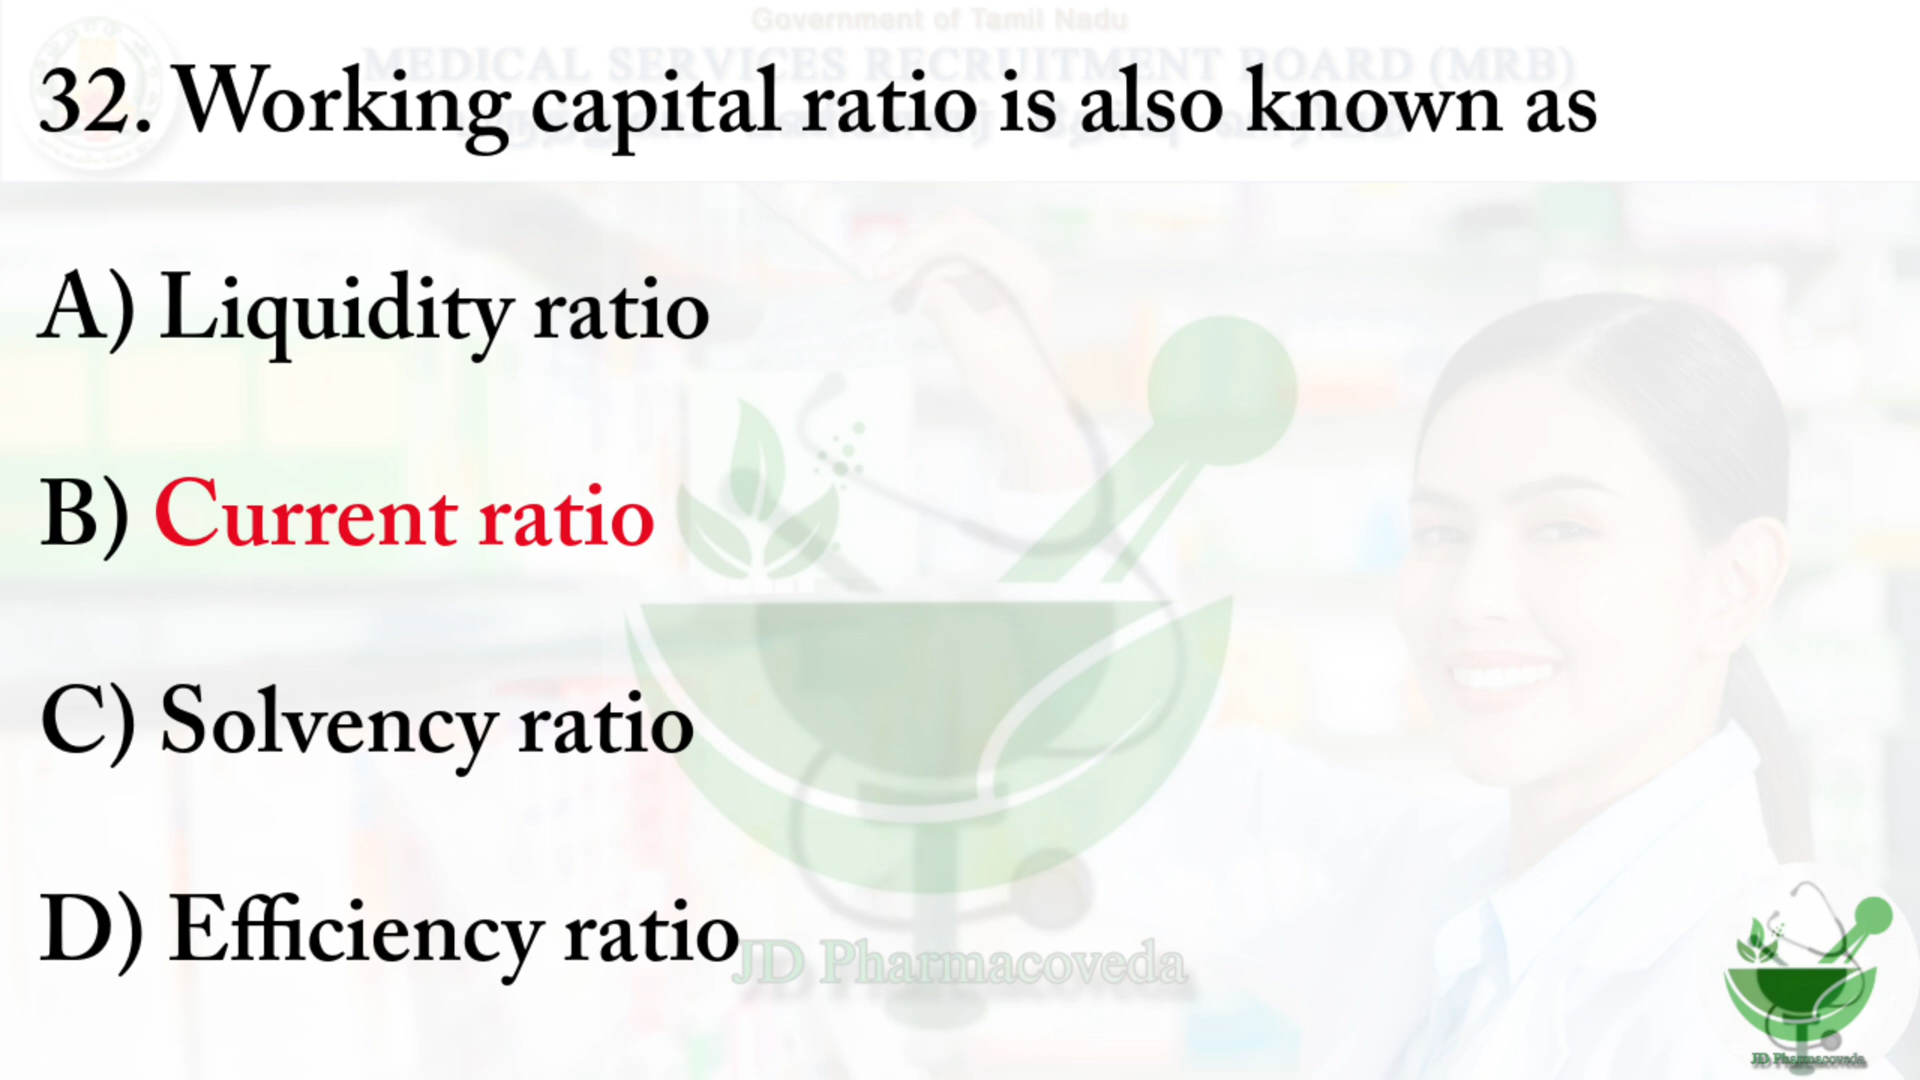 Government of Tamil Nadu
MEDICAL SERVICES RECRUITMENT BOARD (MRB)
32. Working capital ratio is also known as
A) Liquidity ratio
B) Current ratio
C) Solvency ratio
D) Efficiency ratio
JD Pharmacoveda
JD Pharmacoveda